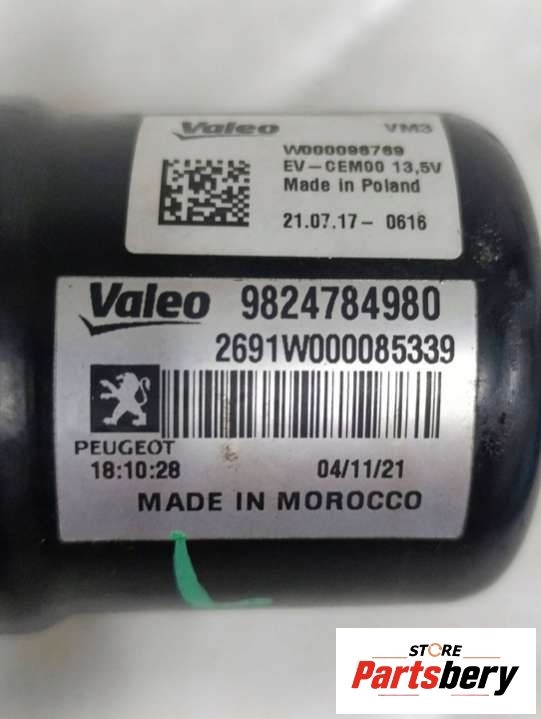 Valeo VM3
W000096769
EV-CEM00 13,5V
Made in Poland
21.07.17- 0616
Valeo 9824784980
2691W000085339
PEUGEOT
18:10:28 04/11/21
MADE IN MOROCCO
STORE
Partsbery